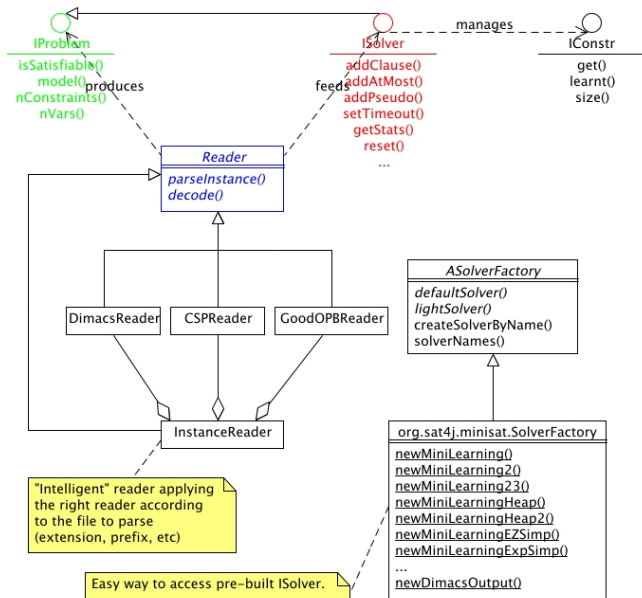 manages
IProblem
ISolver
IConstr
isSatisfiable()
model()
nConstraints()
nVars()
produces
feeds
addClause()
addAtMost()
addPseudo()
setTimeout()
getStats()
reset()
...
get()
learnt()
size()
Reader
parseInstance()
decode()
DimacsReader
CSPReader
GoodOPBReader
ASolverFactory
defaultSolver()
lightSolver()
createSolverByName()
solverNames()
InstanceReader
org.sat4j.minisat.SolverFactory
newMiniLearning()
newMiniLearning2()
newMiniLearning23()
newMiniLearningHeap()
newMiniLearningHeap2()
newMiniLearningEZSimp()
newMiniLearningExpSimp()
...
newDimacsOutput()
"Intelligent" reader applying
the right reader according
to the file to parse
(extension, prefix, etc)
Easy way to access pre-built ISolver.